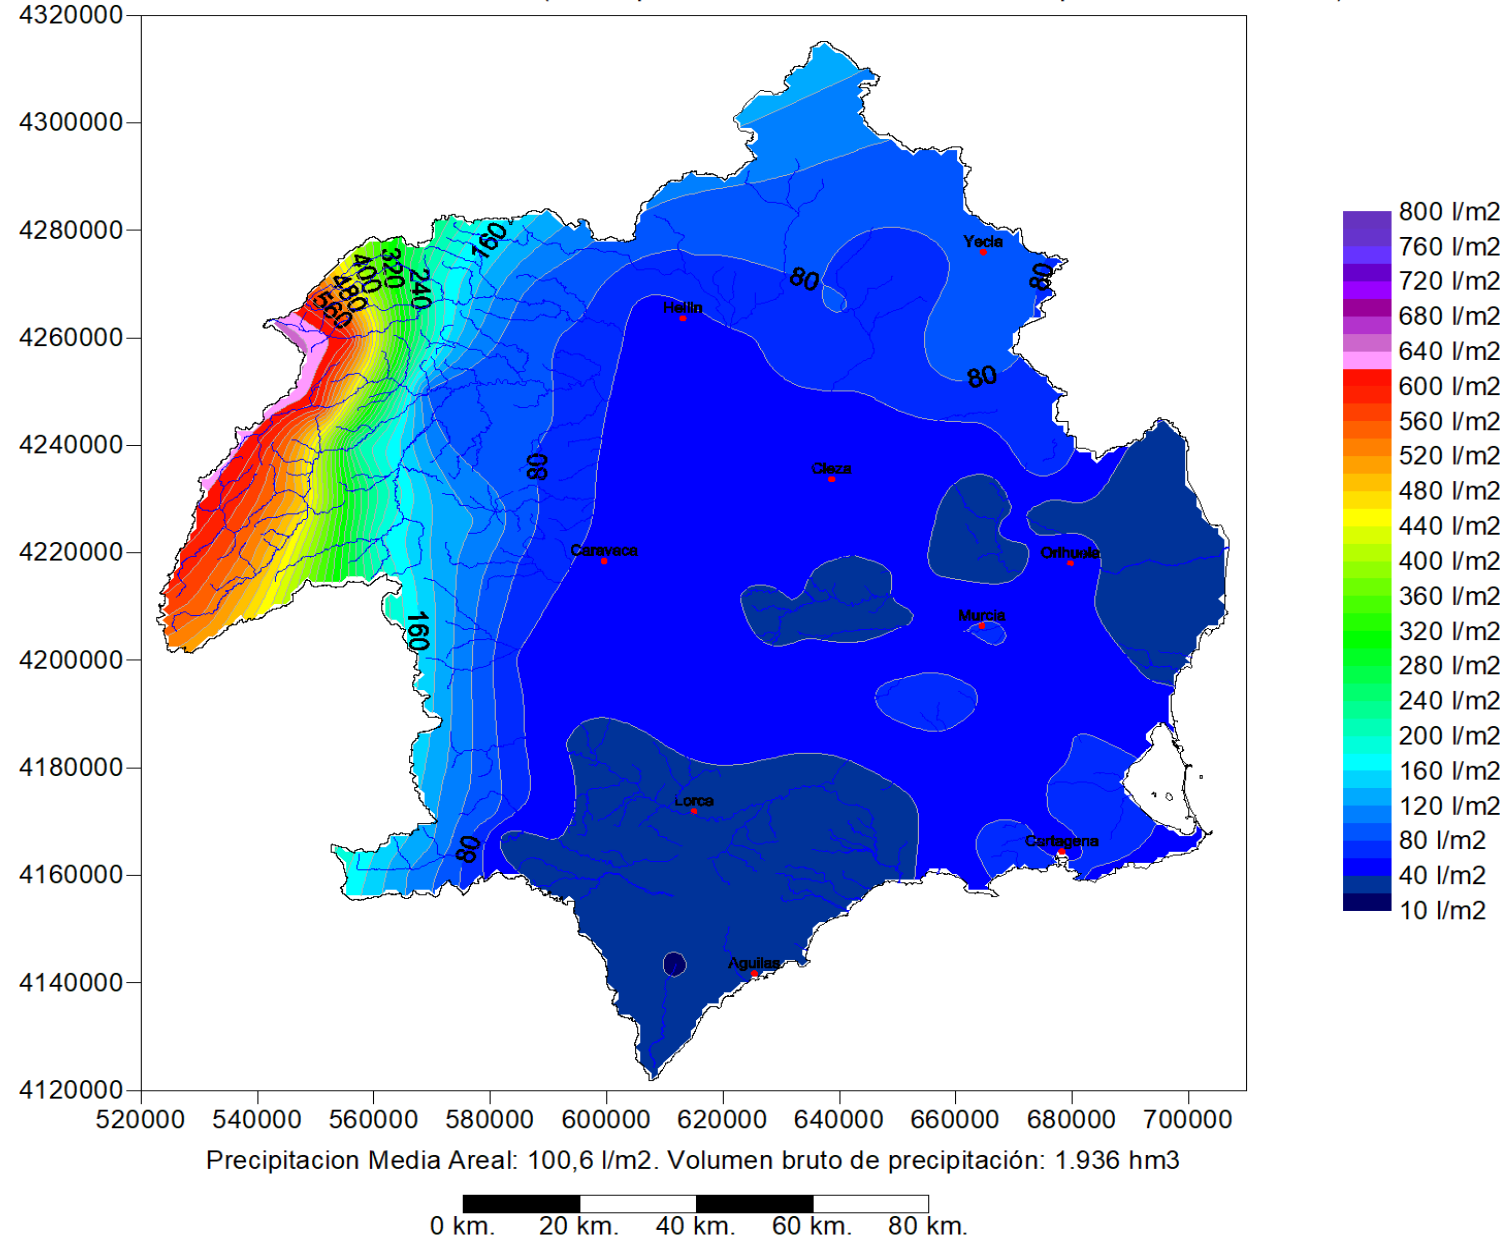 4320000
4300000
4280000
4260000
4240000
4220000
4200000
4180000
4160000
4140000
4120000
520000
540000
560000
580000
600000
620000
640000
660000
680000
700000
160
240
320
400
480
560
80
80
80
80
160
80
Yecla
Hellin
Cieza
Caravaca
Orihuela
Murcia
Lorca
Cartagena
Aguilas
800 l/m2
760 l/m2
720 l/m2
680 l/m2
640 l/m2
600 l/m2
560 l/m2
520 l/m2
480 l/m2
440 l/m2
400 l/m2
360 l/m2
320 l/m2
280 l/m2
240 l/m2
200 l/m2
160 l/m2
120 l/m2
80 l/m2
40 l/m2
10 l/m2
Precipitacion Media Areal: 100,6 l/m2. Volumen bruto de precipitación: 1.936 hm3
0 km.
20 km.
40 km.
60 km.
80 km.